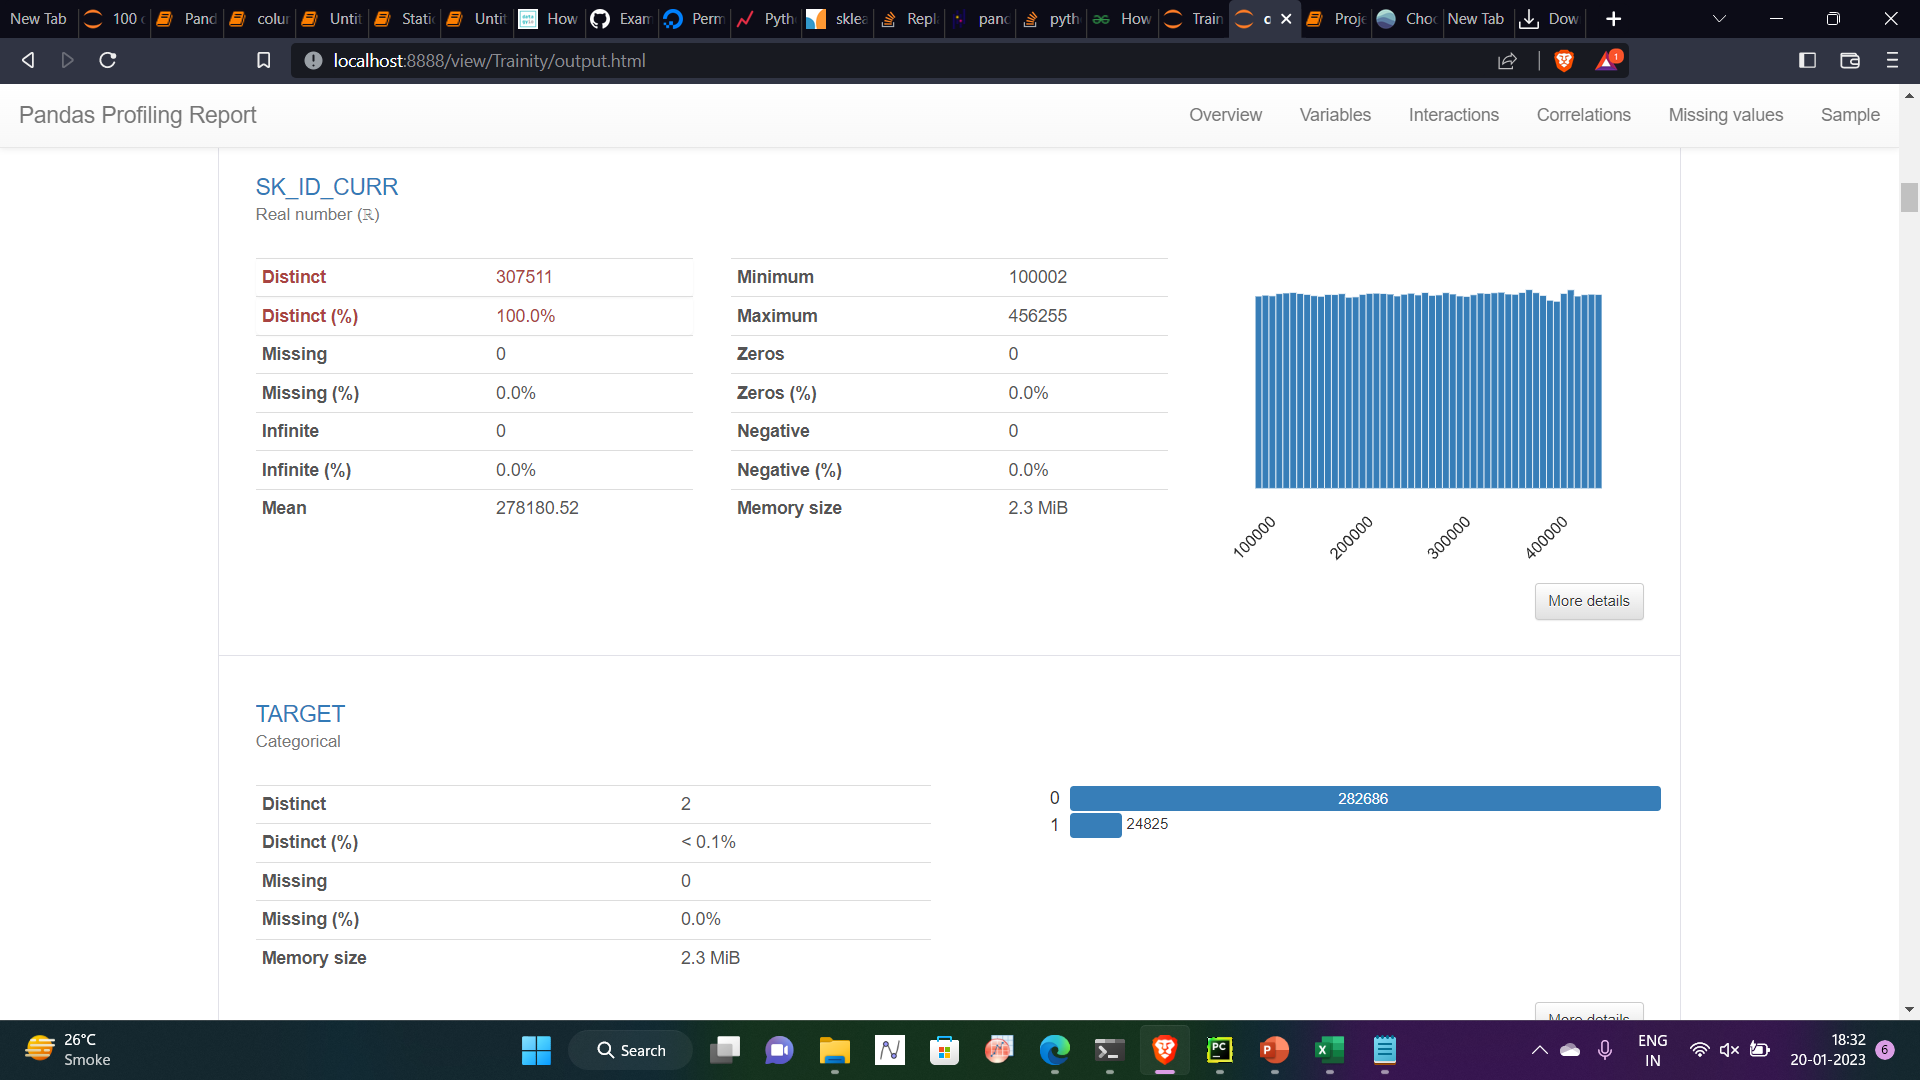 New Tab 100 Pand colur Untit Static Untit How Exam Perm Pyth sklea Repl panc pyth How Train Proje Choc New Tab Dow
localhost:8888/view/Trainity/output.html 1
Pandas Profiling Report Overview Variables Interactions Correlations Missing values Sample
SK_ID_CURR
Real number (ℝ)
Distinct 307511 Minimum 100002
Distinct (%) 100.0% Maximum 456255
Missing 0 Zeros 0
Missing (%) 0.0% Zeros (%) 0.0%
Infinite 0 Negative 0
Infinite (%) 0.0% Negative (%) 0.0%
Mean 278180.52 Memory size 2.3 MiB
100000 200000 300000 400000
More details
TARGET
Categorical
Distinct 2
Distinct (%) < 0.1%
Missing 0
Missing (%) 0.0%
Memory size 2.3 MiB
0 282686
1 24825
More details
26°C
Smoke
Search
PC P X
ENG
IN
18:32
20-01-2023
6